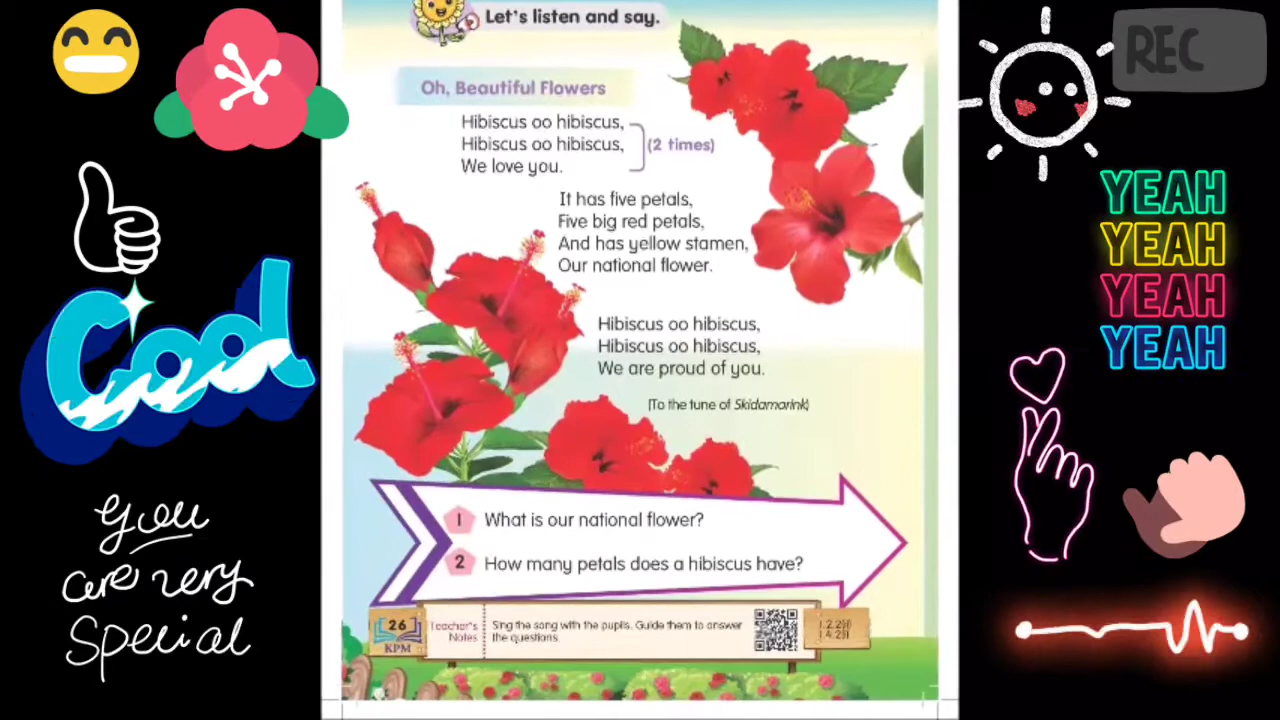 Let's listen and say.
Oh, Beautiful Flowers
Hibiscus oo hibiscus,
Hibiscus oo hibiscus,
(2 times)
We love you.
It has five petals,
Five big red petals,
And has yellow stamen,
Our national flower.
Hibiscus oo hibiscus,
Hibiscus oo hibiscus,
We are proud of you.
(To the tune of Skidamarink)
1 What is our national flower?
2 How many petals does a hibiscus have?
26
KPM
Teacher's
Notes
Sing the song with the pupils. Guide them to answer
the questions.
Cool
you
are very
Special
REC
YEAH
YEAH
YEAH
YEAH